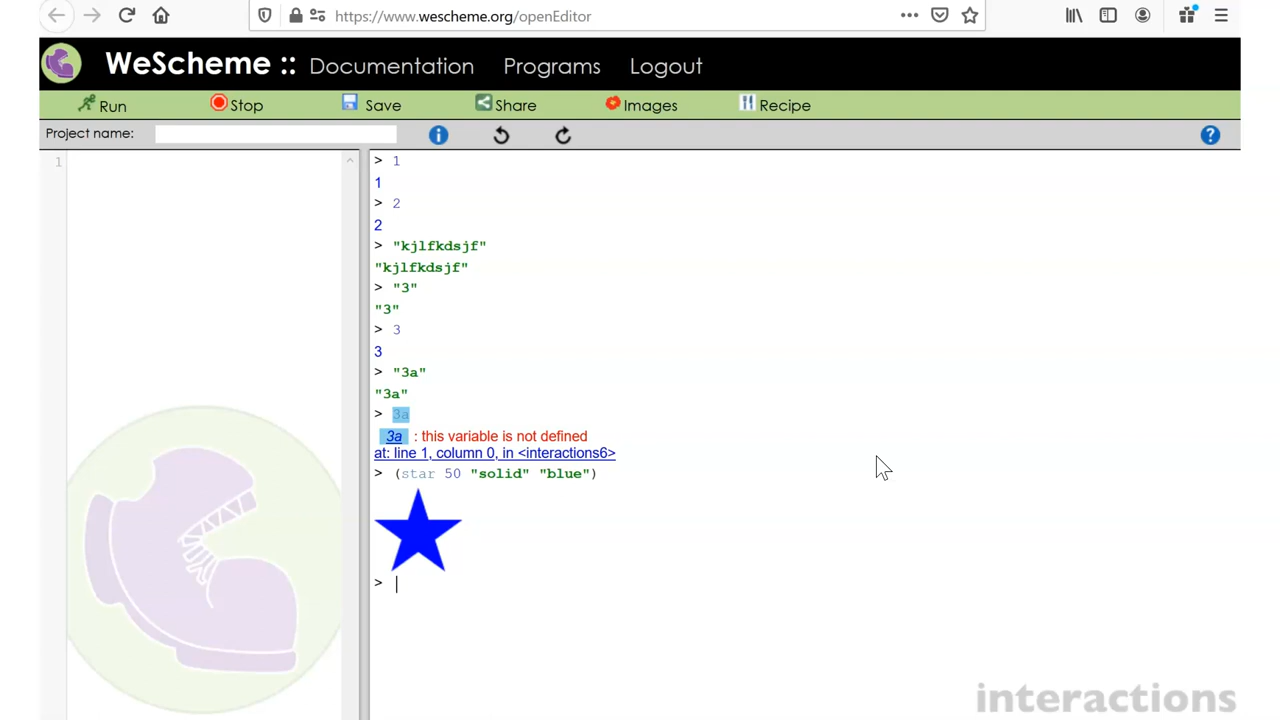 https://www.wescheme.org/openEditor
WeScheme :: Documentation Programs Logout
Run Stop Save Share Images Recipe
Project name:
1
> 1
1
> 2
2
> "kjlfkdsjf"
"kjlfkdsjf"
> "3"
"3"
> 3
3
> "3a"
"3a"
> 3a
3a : this variable is not defined
at: line 1, column 0, in <interactions6>
> (star 50 "solid" "blue")
>
interactions